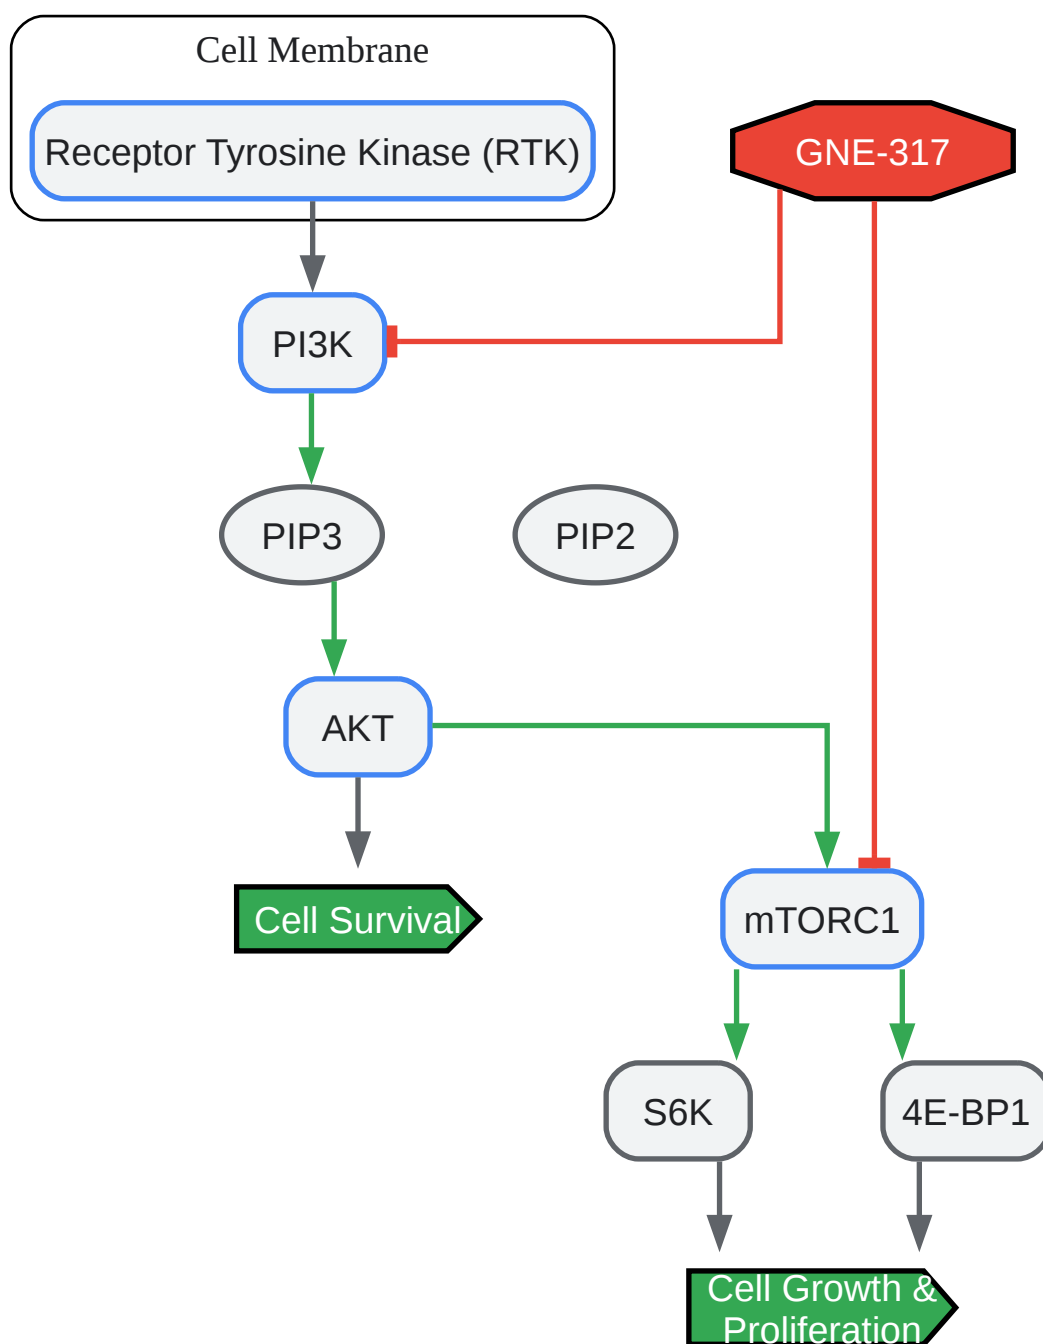 Cell Membrane
Receptor Tyrosine Kinase (RTK)
GNE-317
PI3K
PIP3
PIP2
AKT
Cell Survival
mTORC1
S6K
4E-BP1
Cell Growth &
Proliferation